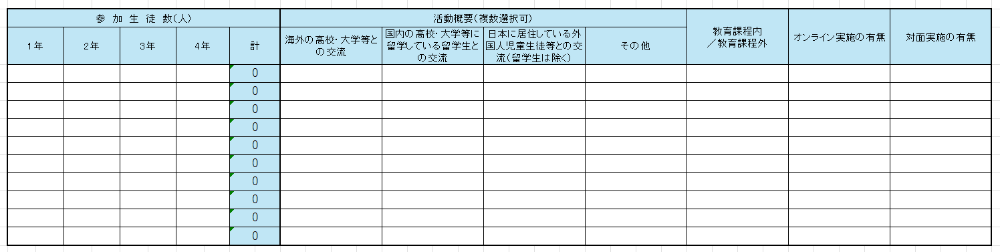 参 加 生 徒 数(人)
活動概要(複数選択可)
教育課程内
/教育課程外
オンライン実施の有無
対面実施の有無
1年
2年
3年
4年
計
海外の高校・大学等と
の交流
国内の高校・大学等に
留学している留学生と
の交流
日本に居住している外
国人児童生徒等との交
流(留学生は除く)
その他
0
0
0
0
0
0
0
0
0
0